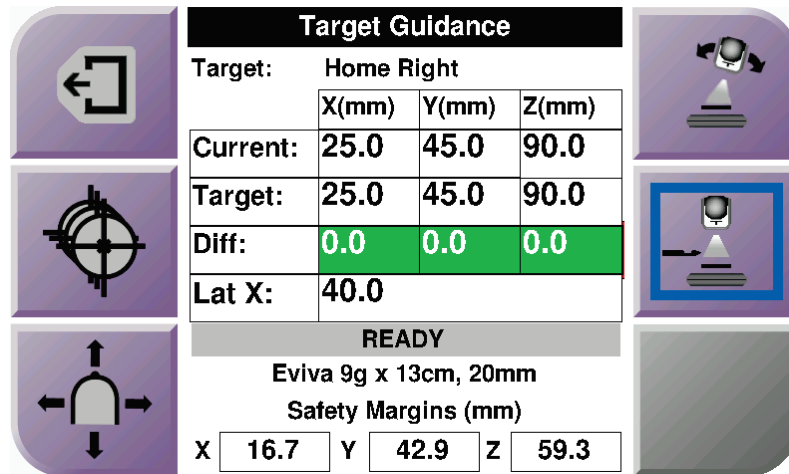 Target Guidance
Target: Home Right
X(mm) Y(mm) Z(mm)
Current: 25.0 45.0 90.0
Target: 25.0 45.0 90.0
Diff: 0.0 0.0 0.0
Lat X: 40.0
READY
Eviva 9g x 13cm, 20mm
Safety Margins (mm)
X 16.7 Y 42.9 Z 59.3